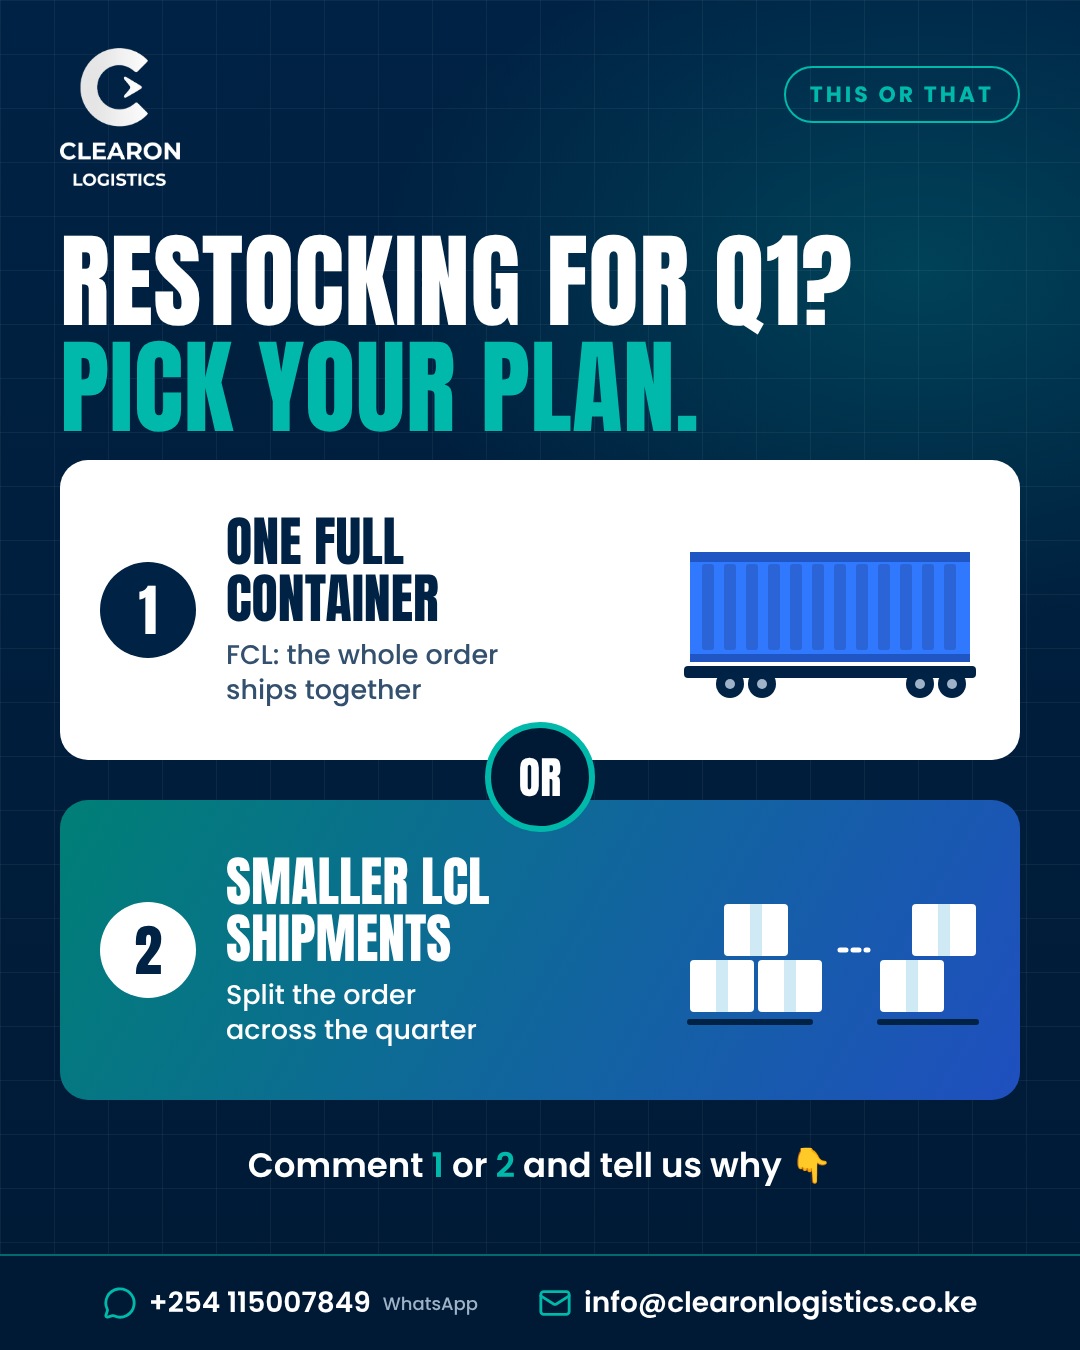 CLEARON
LOGISTICS
THIS OR THAT
RESTOCKING FOR Q1?
PICK YOUR PLAN.
1
ONE FULL
CONTAINER
FCL: the whole order
ships together
OR
2
SMALLER LCL
SHIPMENTS
Split the order
across the quarter
Comment 1 or 2 and tell us why 👇
+254 115007849 WhatsApp
info@clearonlogistics.co.ke